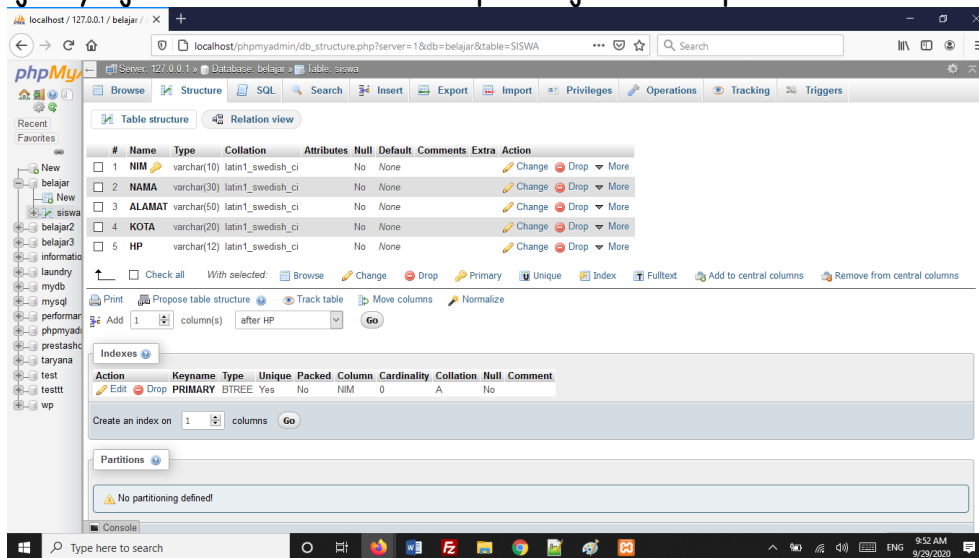 localhost / 127.0.0.1 / belajar /
localhost/phpmyadmin/db_structure.php?server=1&db=belajar&table=SISWA
Search
phpMy
Server: 127.0.0.1 » Database: belajar » Table: siswa
Browse Structure SQL Search Insert Export Import Privileges Operations Tracking Triggers
Table structure Relation view
Recent
Favorites
New
belajar
New
siswa
belajar2
belajar3
informatio
laundry
mydb
mysql
performan
phpmyad
prestasho
taryana
test
testtt
wp
# Name Type Collation Attributes Null Default Comments Extra Action
1 NIM varchar(10) latin1_swedish_ci No None Change Drop More
2 NAMA varchar(30) latin1_swedish_ci No None Change Drop More
3 ALAMAT varchar(50) latin1_swedish_ci No None Change Drop More
4 KOTA varchar(20) latin1_swedish_ci No None Change Drop More
5 HP varchar(12) latin1_swedish_ci No None Change Drop More
Check all With selected: Browse Change Drop Primary Unique Index Fulltext Add to central columns Remove from central columns
Print Propose table structure Track table Move columns Normalize
Add 1 column(s) after HP Go
Indexes
Action Keyname Type Unique Packed Column Cardinality Collation Null Comment
Edit Drop PRIMARY BTREE Yes No NIM 0 A No
Create an index on 1 columns Go
Partitions
No partitioning defined!
Console
Type here to search
ENG
9:52 AM
9/29/2020